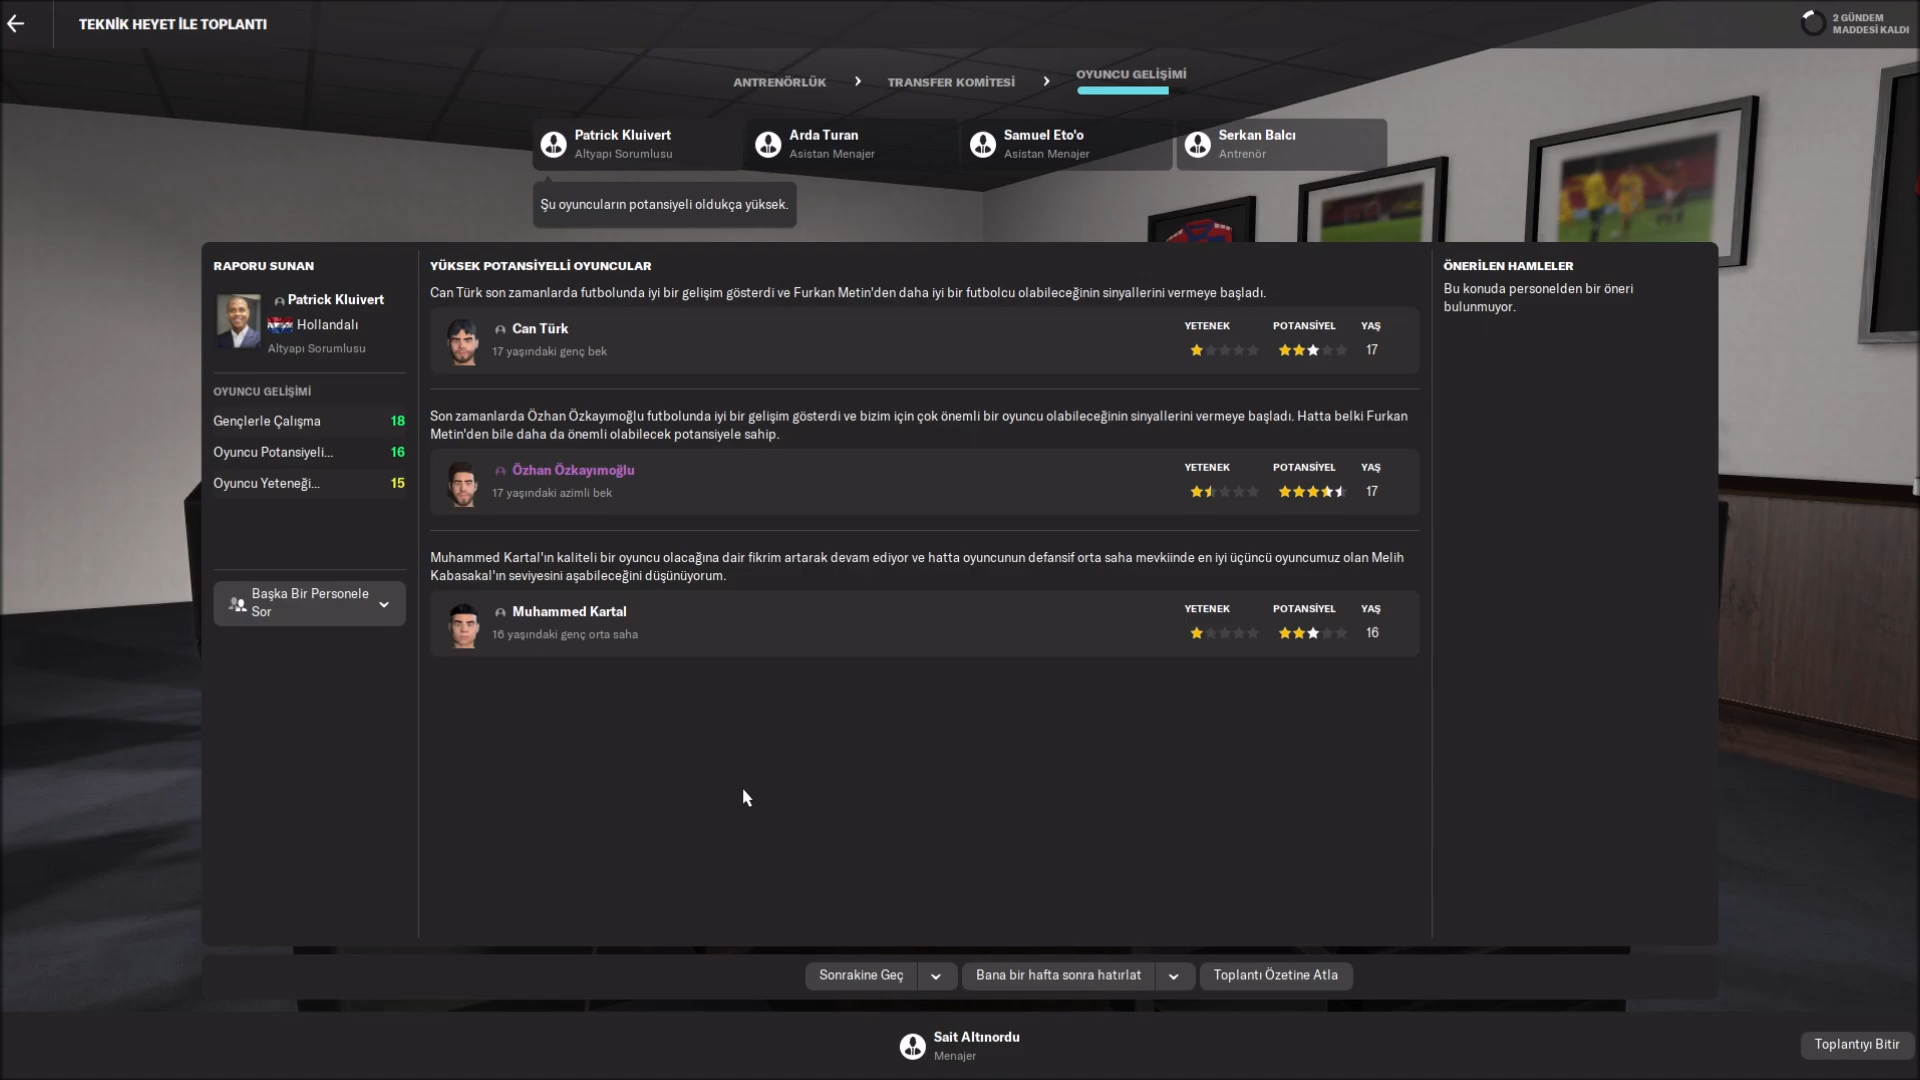 TEKNİK HEYET İLE TOPLANTI
2 GÜNDEM
MADDESİ KALDI
ANTRENÖRLÜK
TRANSFER KOMİTESİ
OYUNCU GELİŞİMİ
Patrick Kluivert
Altyapı Sorumlusu
Arda Turan
Asistan Menajer
Samuel Eto'o
Asistan Menajer
Serkan Balcı
Antrenör
Şu oyuncuların potansiyeli oldukça yüksek.
RAPORU SUNAN
Patrick Kluivert
Hollandalı
Altyapı Sorumlusu
OYUNCU GELİŞİMİ
Gençlerle Çalışma 18
Oyuncu Potansiyeli... 16
Oyuncu Yeteneği... 15
Başka Bir Personele
Sor
YÜKSEK POTANSİYELLİ OYUNCULAR
Can Türk son zamanlarda futbolunda iyi bir gelişim gösterdi ve Furkan Metin'den daha iyi bir futbolcu olabileceğinin sinyallerini vermeye başladı.
Can Türk
17 yaşındaki genç bek
YETENEK POTANSİYEL YAŞ
17
Son zamanlarda Özhan Özkayımoğlu futbolunda iyi bir gelişim gösterdi ve bizim için çok önemli bir oyuncu olabileceğinin sinyallerini vermeye başladı. Hatta belki Furkan
Metin'den bile daha da önemli olabilecek potansiyele sahip.
Özhan Özkayımoğlu
17 yaşındaki azimli bek
YETENEK POTANSİYEL YAŞ
17
Muhammed Kartal'ın kaliteli bir oyuncu olacağına dair fikrim artarak devam ediyor ve hatta oyuncunun defansif orta saha mevkiinde en iyi üçüncü oyuncumuz olan Melih
Kabasakal'ın seviyesini aşabileceğini düşünüyorum.
Muhammed Kartal
16 yaşındaki genç orta saha
YETENEK POTANSİYEL YAŞ
16
ÖNERİLEN HAMLELER
Bu konuda personelden bir öneri
bulunmuyor.
Sonrakine Geç
Bana bir hafta sonra hatırlat
Toplantı Özetine Atla
Sait Altınordu
Menajer
Toplantıyı Bitir